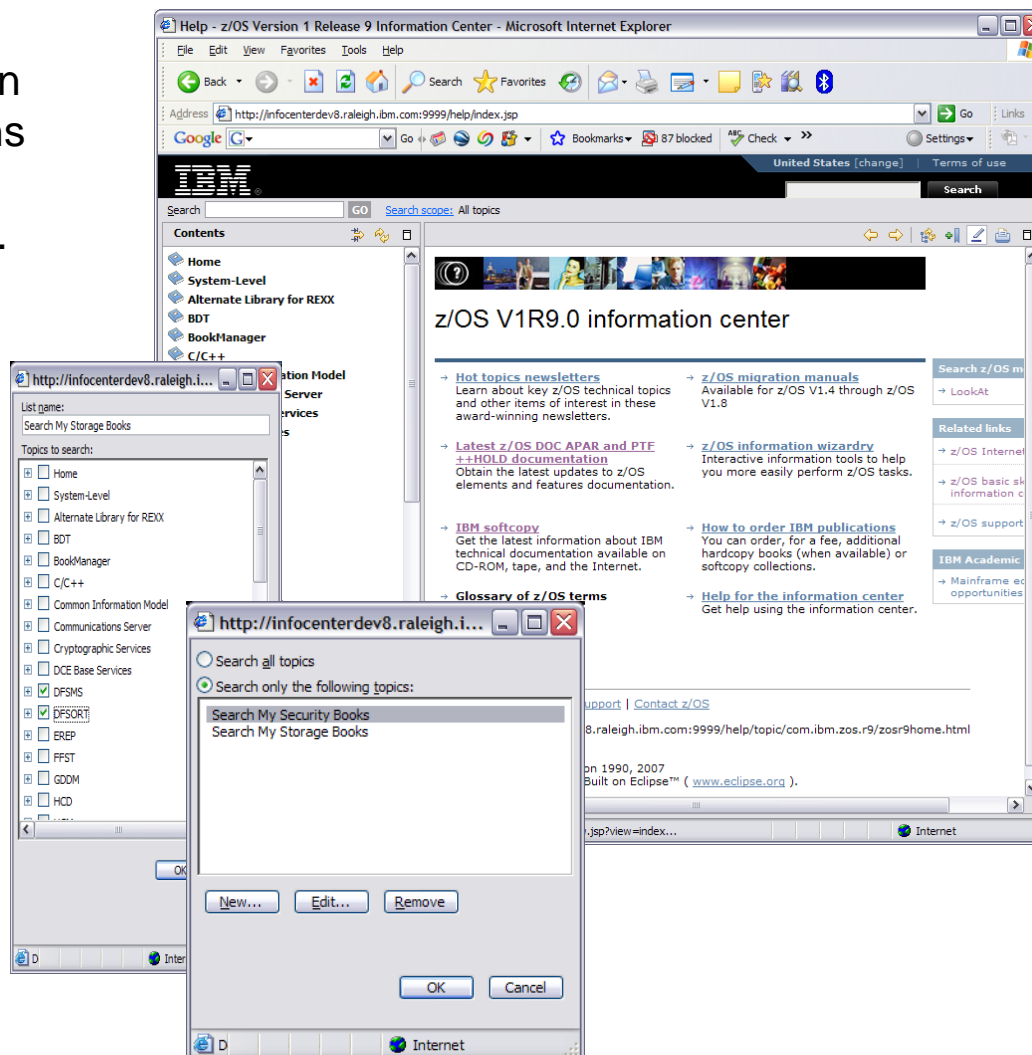 n
ns
.
Help - z/OS Version 1 Release 9 Information Center - Microsoft Internet Explorer
File Edit View Favorites Tools Help
Back Search Favorites
Address http://infocenterdev8.raleigh.ibm.com:9999/help/index.jsp Go Links
Google G Go Bookmarks 87 blocked ABC Check >> Settings
United States [change] | Terms of use
IBM ®
Search
Search GO Search scope: All topics
Contents
Home
System-Level
Alternate Library for REXX
BDT
BookManager
C/C++
ation Model
Server
ervices
s
z/OS V1R9.0 information center
Hot topics newsletters
Learn about key z/OS technical topics
and other items of interest in these
award-winning newsletters.
z/OS migration manuals
Available for z/OS V1.4 through z/OS
V1.8
Latest z/OS DOC APAR and PTF
++HOLD documentation
Obtain the latest updates to z/OS
elements and features documentation.
z/OS information wizardry
Interactive information tools to help
you more easily perform z/OS tasks.
IBM softcopy
Get the latest information about IBM
technical documentation available on
CD-ROM, tape, and the Internet.
How to order IBM publications
You can order, for a fee, additional
hardcopy books (when available) or
softcopy collections.
Glossary of z/OS terms
Help for the information center
Get help using the information center.
Search z/OS m
LookAt
Related links
z/OS Internet
z/OS basic sk
information c
z/OS support
IBM Academic
Mainframe ed
opportunities
upport | Contact z/OS
8.raleigh.ibm.com:9999/help/topic/com.ibm.zos.r9/zosr9home.html
on 1990, 2007
Built on Eclipse™ ( www.eclipse.org ).
.jsp?view=index... Internet
http://infocenterdev8.raleigh.i...
List name:
Search My Storage Books
Topics to search:
Home
System-Level
Alternate Library for REXX
BDT
BookManager
C/C++
Common Information Model
Communications Server
Cryptographic Services
DCE Base Services
DFSMS
DFSORT
EREP
FFST
GDDM
HCD
OK
D Inter
http://infocenterdev8.raleigh.i...
Search all topics
Search only the following topics:
Search My Security Books
Search My Storage Books
New... Edit... Remove
OK Cancel
D Internet